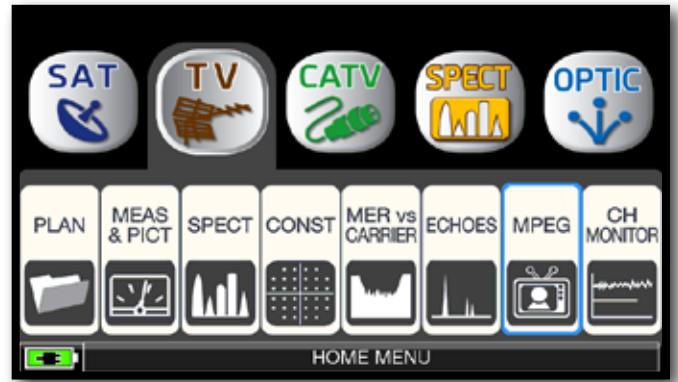 SAT TV CATV SPECT OPTIC
PLAN MEAS & PICT SPECT CONST MER vs CARRIER ECHOES MPEG CH MONITOR
HOME MENU